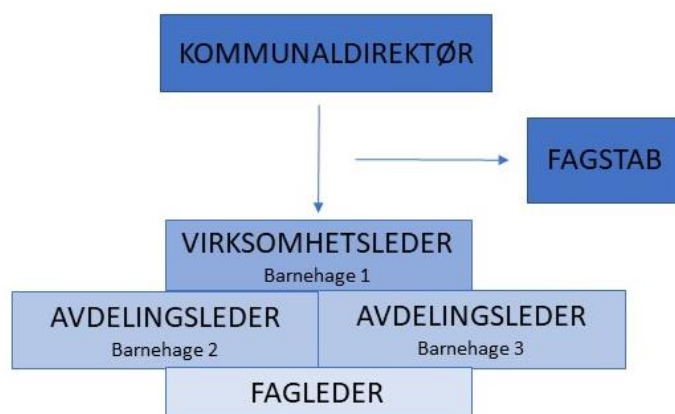 KOMMUNALDIREKTØR
FAGSTAB
VIRKSOMHETSLEDER
Barnehage 1
AVDELINGSLEDER
Barnehage 2
AVDELINGSLEDER
Barnehage 3
FAGLEDER